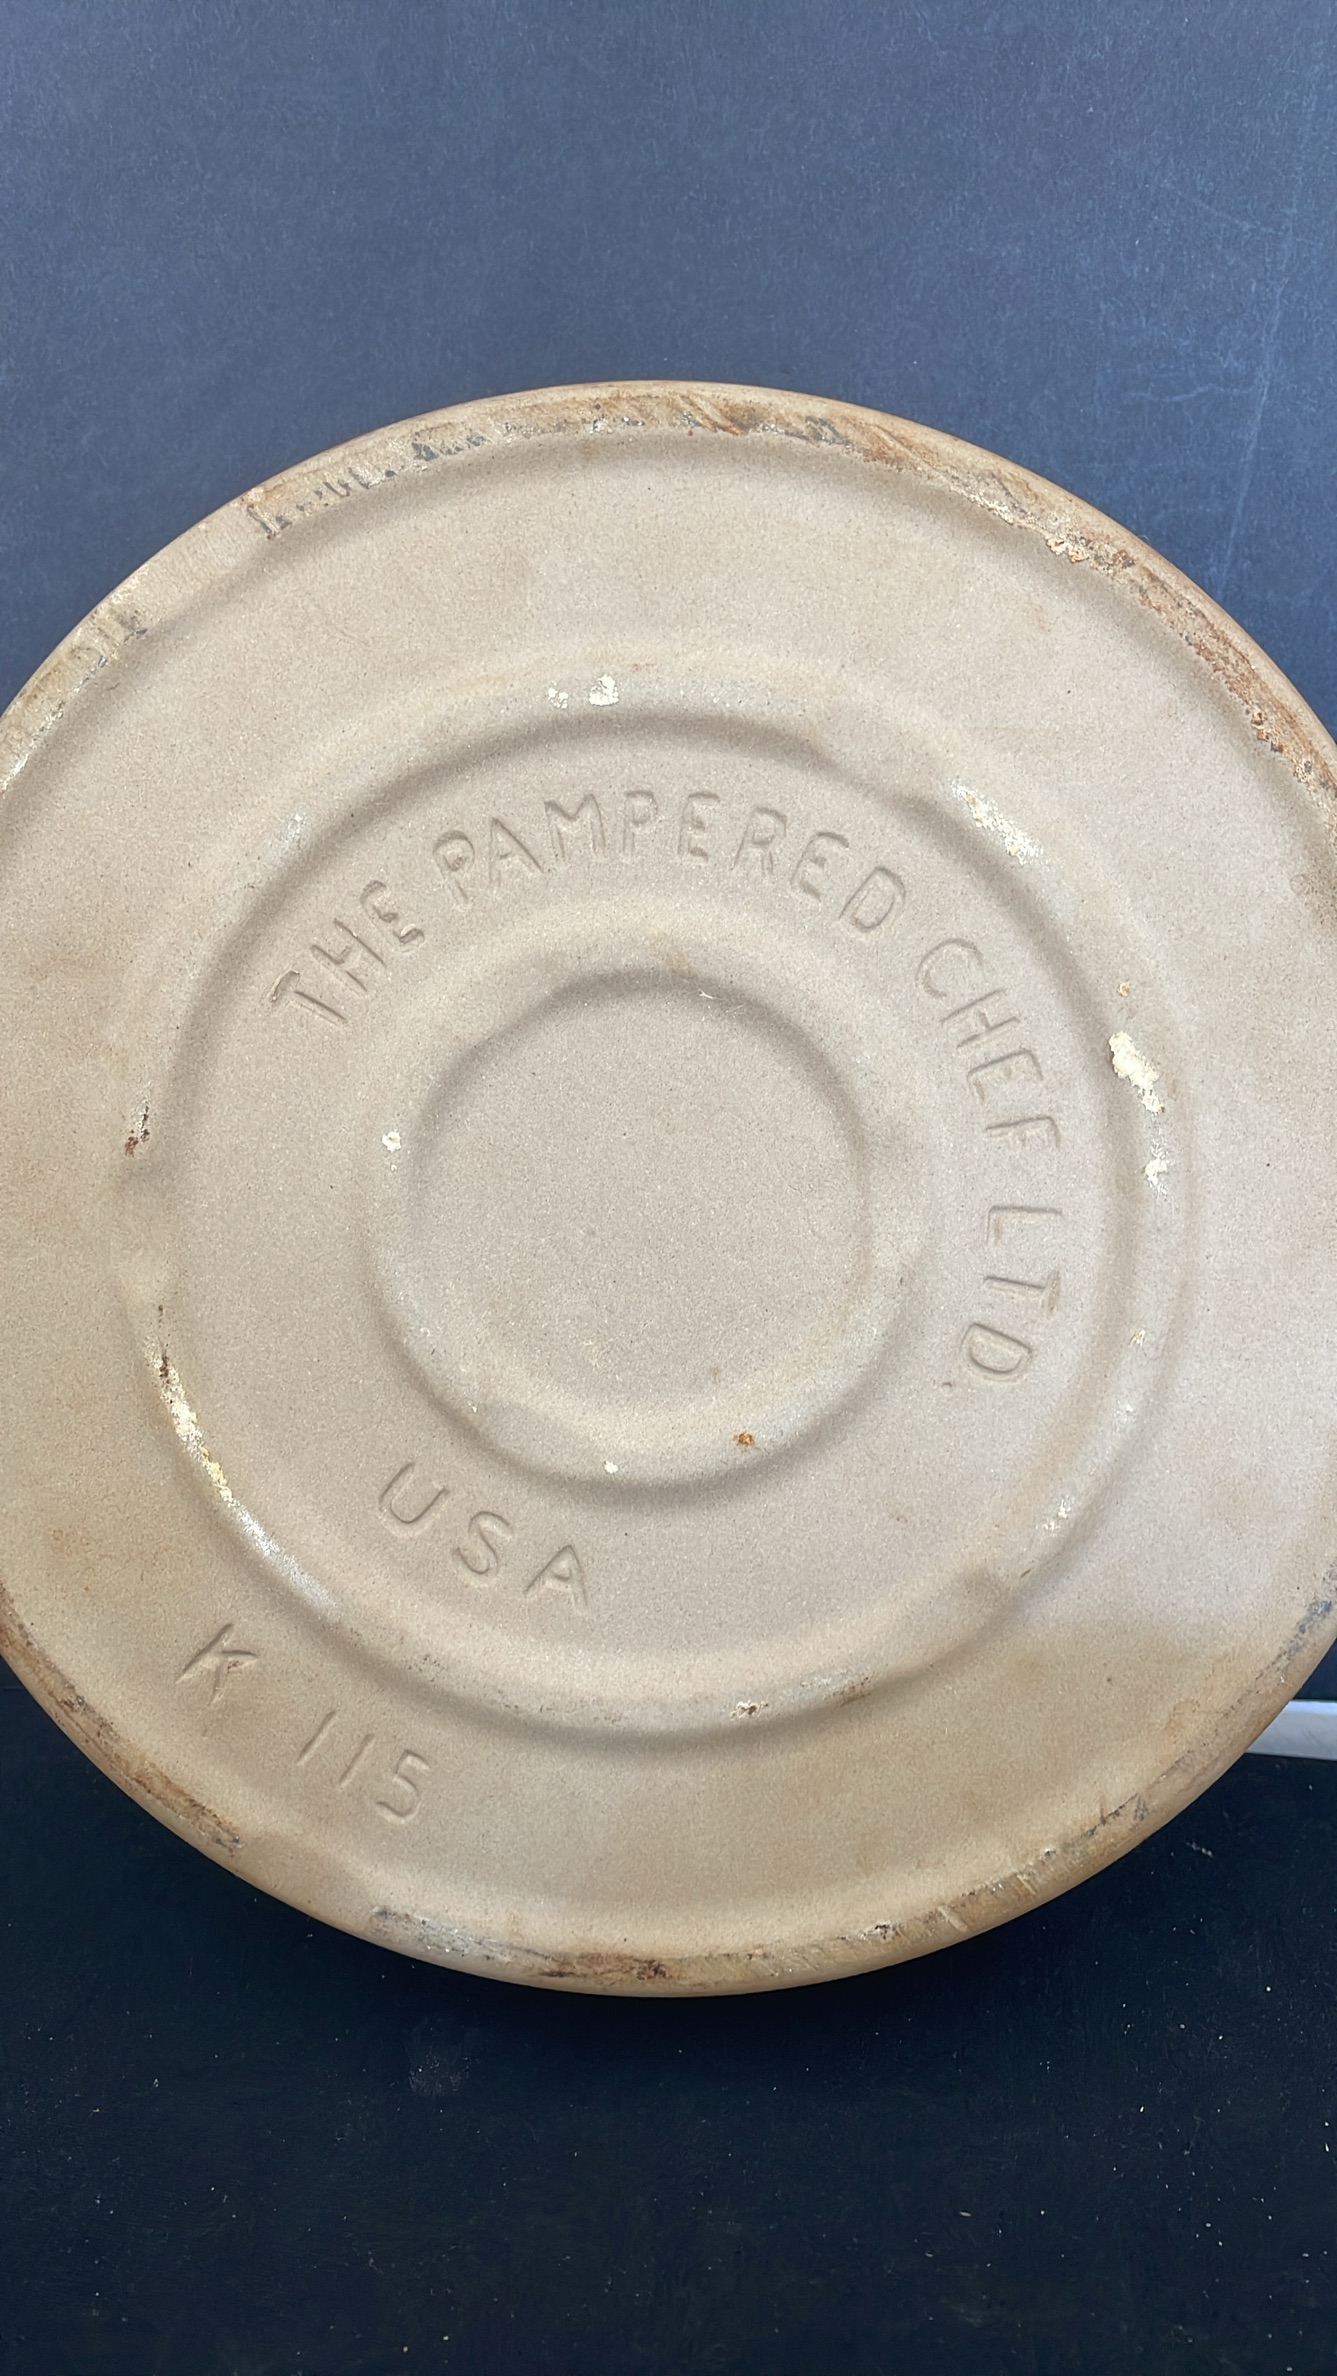 THE PAMPERED CHEF LTD.
USA
K 115